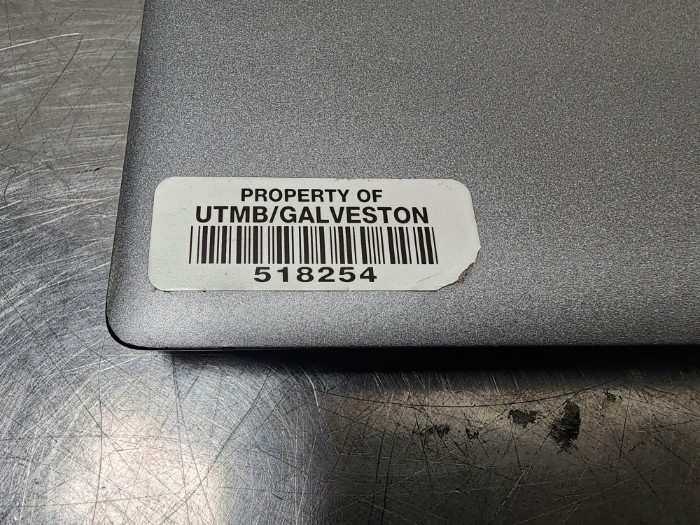 PROPERTY OF
UTMB/GALVESTON
518254